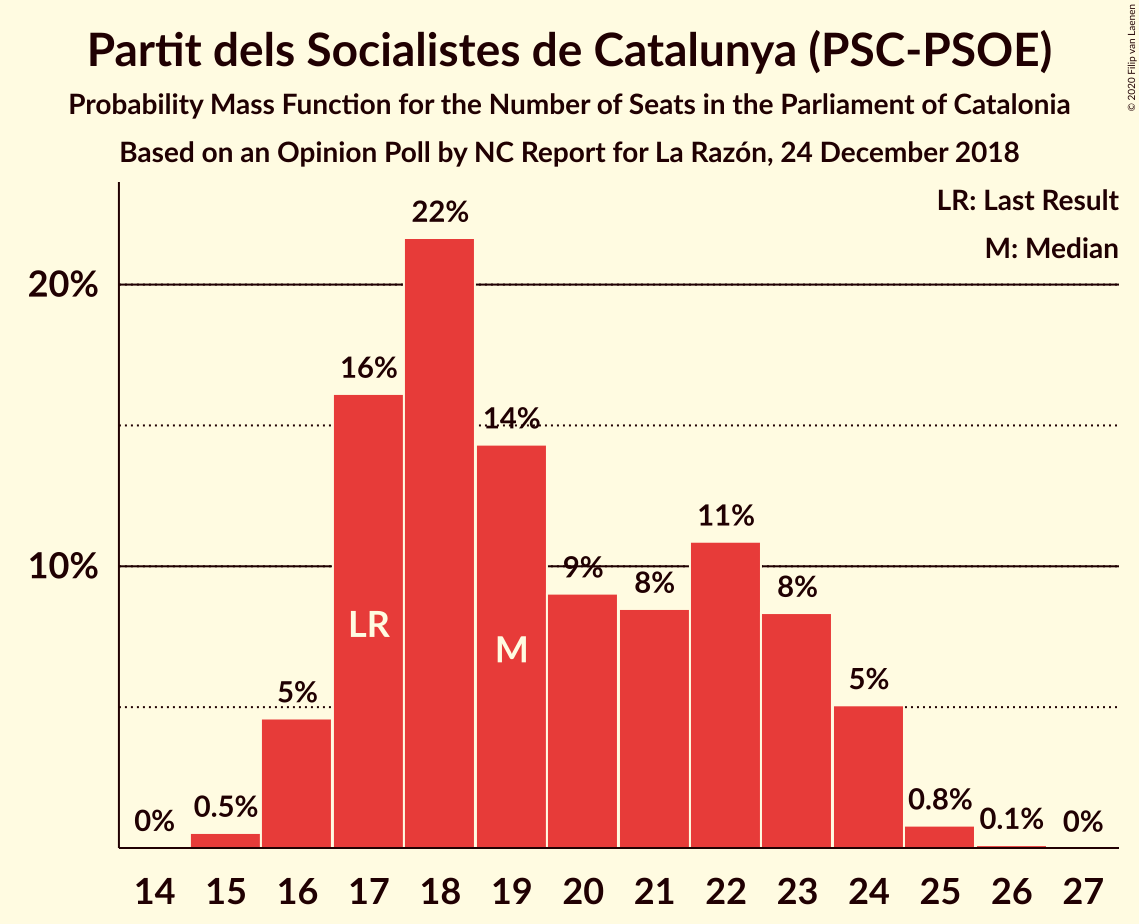 Partit dels Socialistes de Catalunya (PSC-PSOE)
Probability Mass Function for the Number of Seats in the Parliament of Catalonia
Based on an Opinion Poll by NC Report for La Razón, 24 December 2018
© 2020 Filip van Laenen
LR: Last Result
M: Median
20%
10%
0%
0.5%
5%
16%
22%
14%
9%
8%
11%
8%
5%
0.8%
0.1%
0%
LR
M
14 15 16 17 18 19 20 21 22 23 24 25 26 27